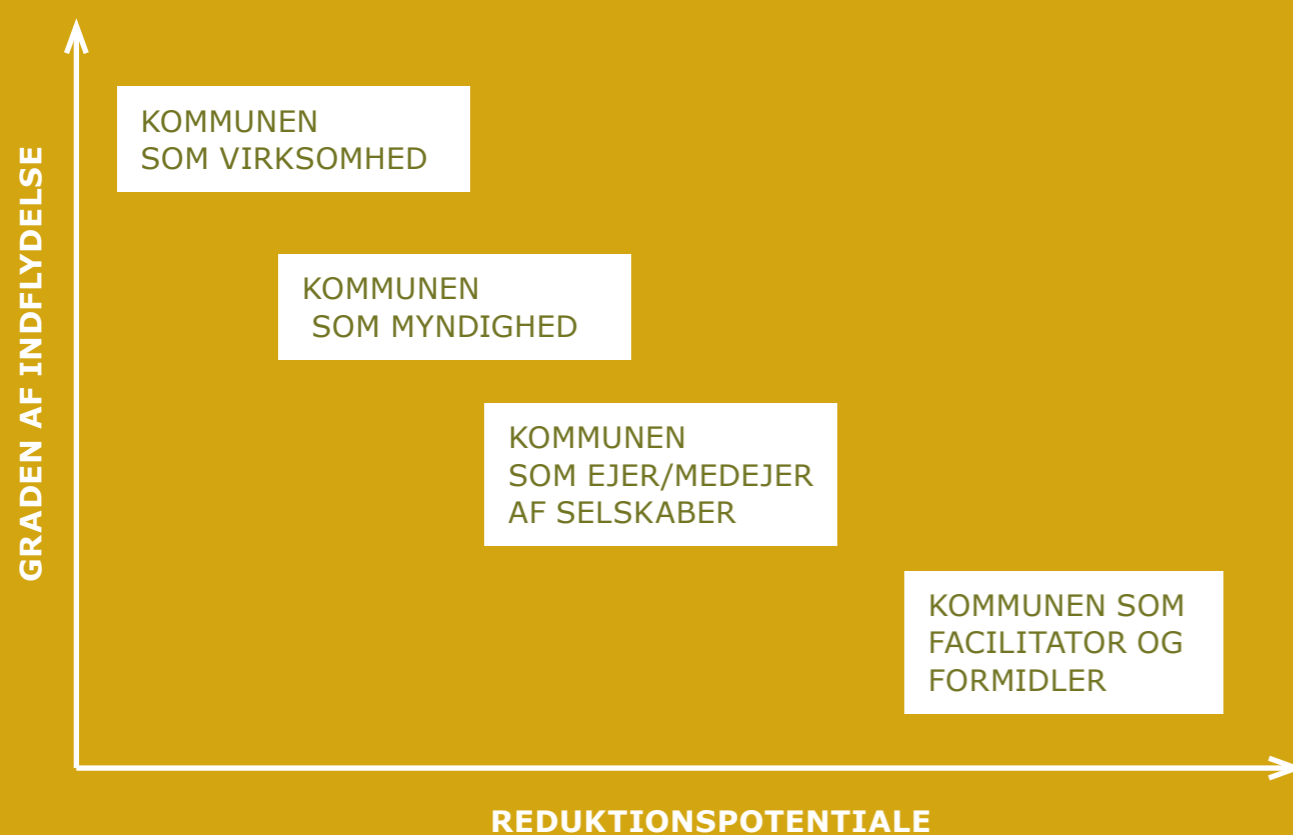 GRADEN AF INDFLYDELSE
KOMMUNEN
SOM VIRKSOMHED
KOMMUNEN
SOM MYNDIGHED
KOMMUNEN
SOM EJER/MEDEJER
AF SELSKABER
KOMMUNEN SOM
FACILITATOR OG
FORMIDLER
REDUKTIONSPOTENTIALE